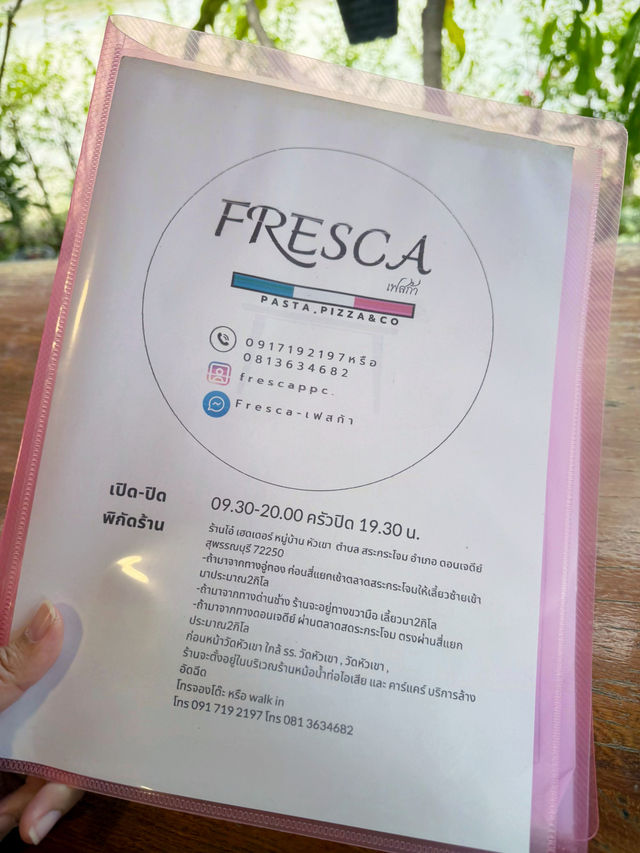 FRESCA
เฟสก้า
PASTA.PIZZA&CO
0917192197หรือ
0813634682
frescappc.
Fresca-เฟสก้า
เปิด-ปิด
09.30-20.00 ครัวปิด 19.30 น.
พิกัดร้าน
ร้านโอ๋ เฮดเดอร์ หมู่บ้าน หัวเขา ตำบล สระกระโจม อำเภอ ดอนเจดีย์
สุพรรณบุรี 72250
-ถ้ามาจากทางอู่ทอง ก่อนสี่แยกเข้าตลาดสระกระโจมให้เลี้ยวซ้ายเข้า
มาประมาณ2กิโล
-ถ้ามาจากทางด่านช้าง ร้านจะอยู่ทางขวามือ เลี้ยวมา2กิโล
-ถ้ามาจากทางดอนเจดีย์ ผ่านตลาดสดระกระโจม ตรงผ่านสี่แยก
ประมาณ2กิโล
ก่อนหน้าวัดหัวเขา ใกล้ รร. วัดหัวเขา , วัดหัวเขา ,
ร้านจะตั้งอยู่ในบริเวณร้านหม้อน้ำท่อไอเสีย และ คาร์แคร์ บริการล้าง
อัดฉีด
โทรจองโต๊ะ หรือ walk in
โทร 091 719 2197 โทร 081 3634682